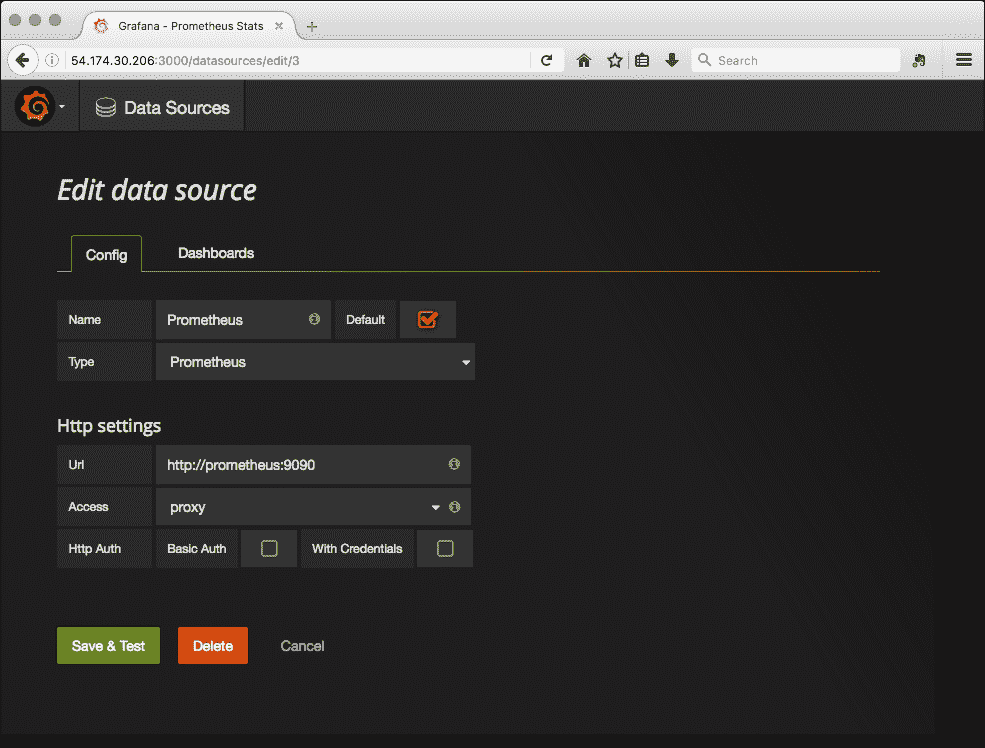 Grafana - Prometheus Stats
54.174.30.206:3000/datasources/edit/3
Search
Data Sources
Edit data source
Config
Dashboards
Name Prometheus Default
Type Prometheus
Http settings
Url http://prometheus:9090
Access proxy
Http Auth Basic Auth With Credentials
Save & Test Delete Cancel